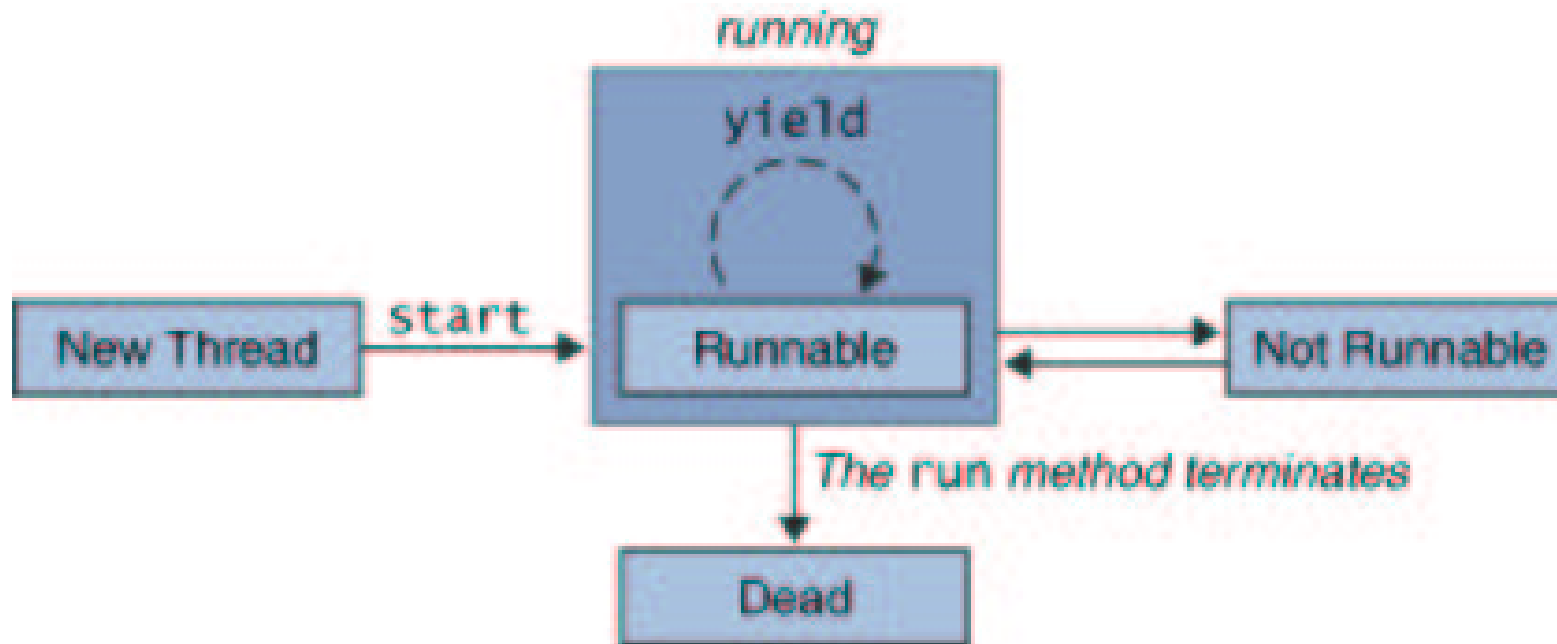 running
yield
New Thread
start
Runnable
Not Runnable
The run method terminates
Dead